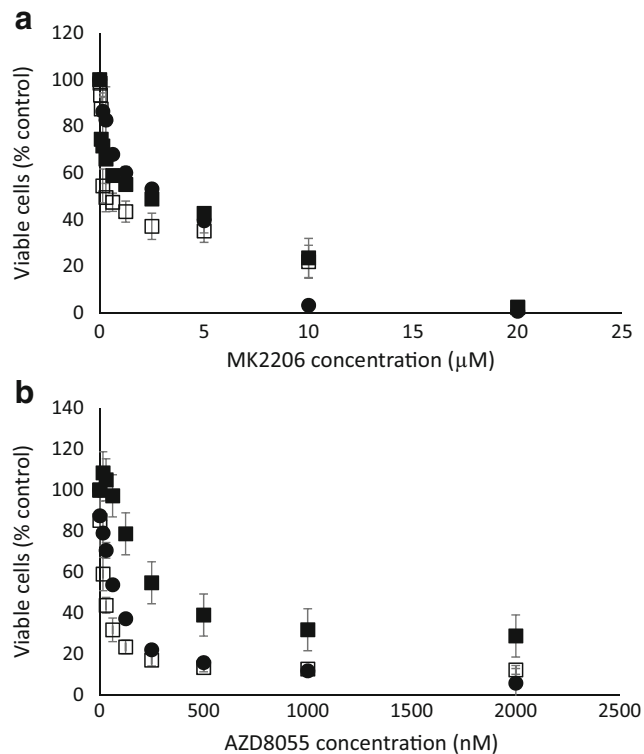 a
120
100
80
60
40
20
0
0 5 10 15 20 25
Viable cells (% control)
MK2206 concentration (μM)
b
140
120
100
80
60
40
20
0
0 500 1000 1500 2000 2500
Viable cells (% control)
AZD8055 concentration (nM)